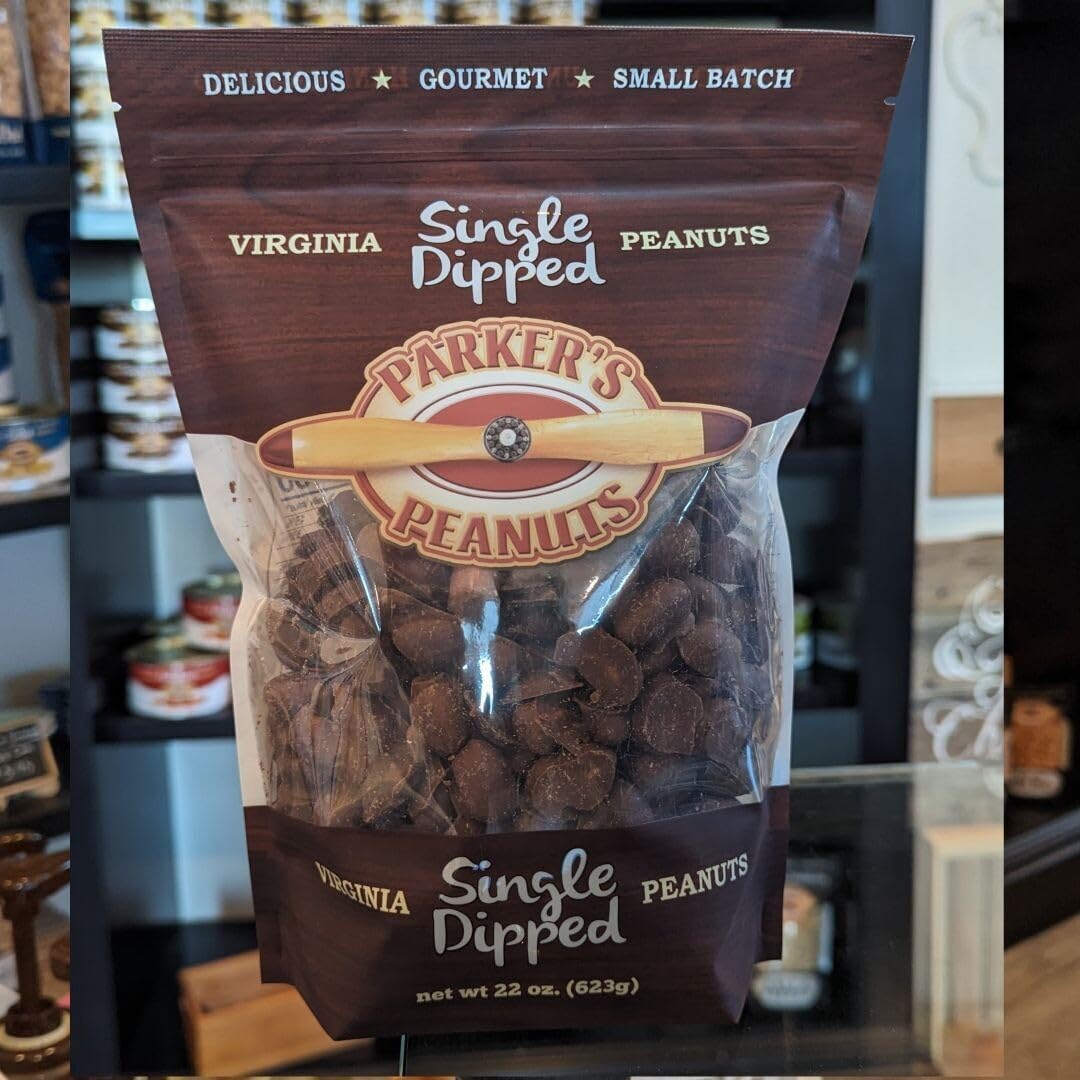 DELICIOUS ★ GOURMET ★ SMALL BATCH
VIRGINIA Single Dipped PEANUTS
PARKER'S
PEANUTS
VIRGINIA Single Dipped PEANUTS
net wt 22 oz. (623g)